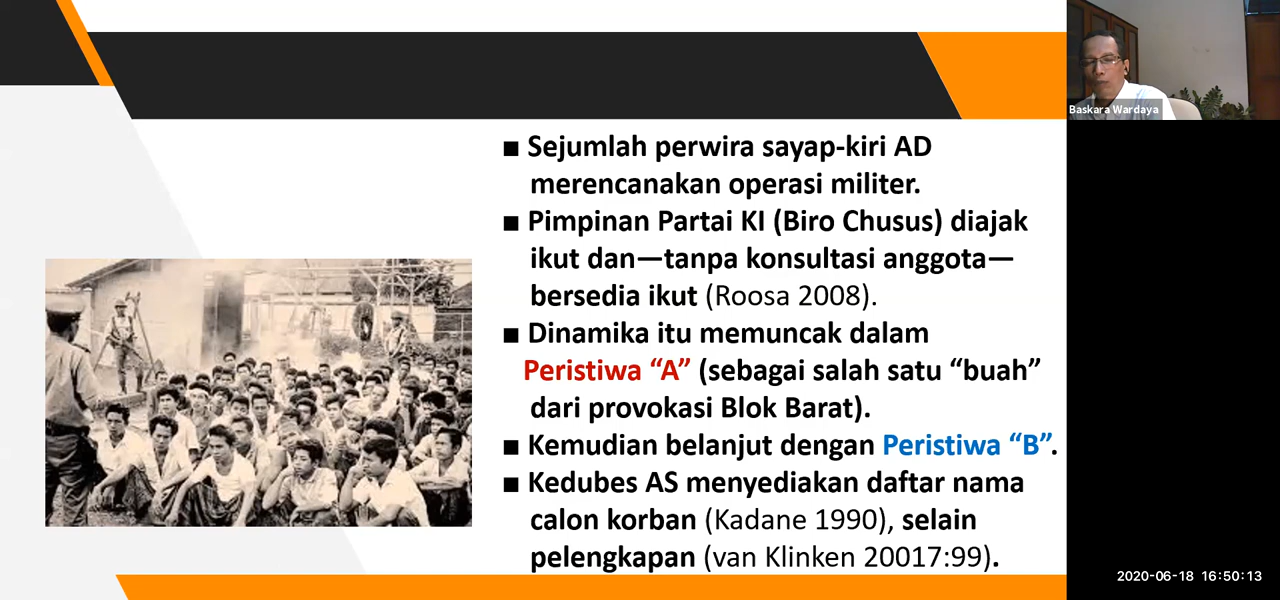 ■ Sejumlah perwira sayap-kiri AD
merencanakan operasi militer.
■ Pimpinan Partai KI (Biro Chusus) diajak
ikut dan—tanpa konsultasi anggota—
bersedia ikut (Roosa 2008).
■ Dinamika itu memuncak dalam
Peristiwa “A” (sebagai salah satu “buah”
dari provokasi Blok Barat).
■ Kemudian belanjut dengan Peristiwa “B”.
■ Kedubes AS menyediakan daftar nama
calon korban (Kadane 1990), selain
pelengkapan (van Klinken 20017:99).
Baskara Wardaya
2020-06-18 16:50:13